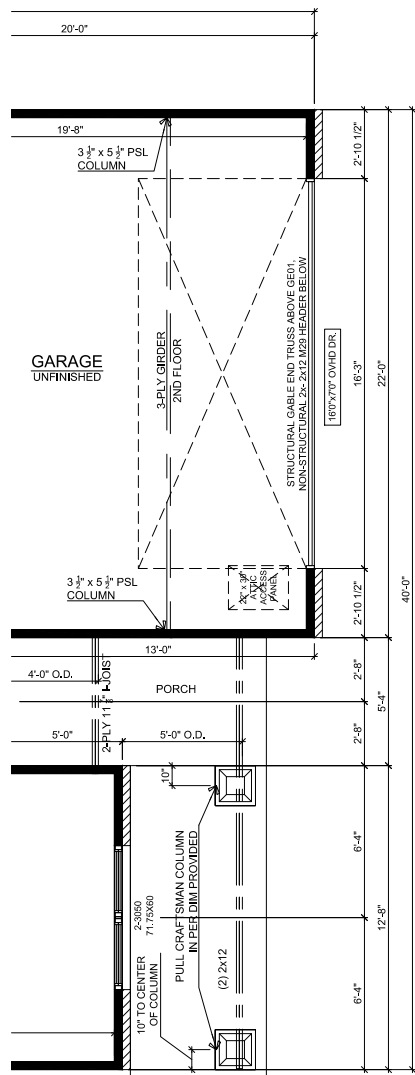 20'-0"
19'-8"
3 1/2" x 5 1/2" PSL
COLUMN
2'-10 1/2"
GARAGE
UNFINISHED
3-PLY GIRDER
2ND FLOOR
STRUCTURAL GABLE END TRUSS ABOVE GE01,
NON-STRUCTURAL 2x- 2x12 M29 HEADER BELOW
16'0"x7'0" OVHD DR.
16'-3"
22'-0"
40'-0"
22" x 36"
ATTIC
ACCESS
PANEL
3 1/2" x 5 1/2" PSL
COLUMN
2'-10 1/2"
13'-0"
4'-0" O.D.
2-PLY 11 I-JOIST
PORCH
2'-8"
5'-4"
5'-0"
5'-0" O.D.
2'-8"
10"
2-3050
71.75X60
PULL CRAFTSMAN COLUMN
IN PER DIM PROVIDED
(2) 2x12
6'-4"
12'-8"
10" TO CENTER
OF COLUMN
6'-4"